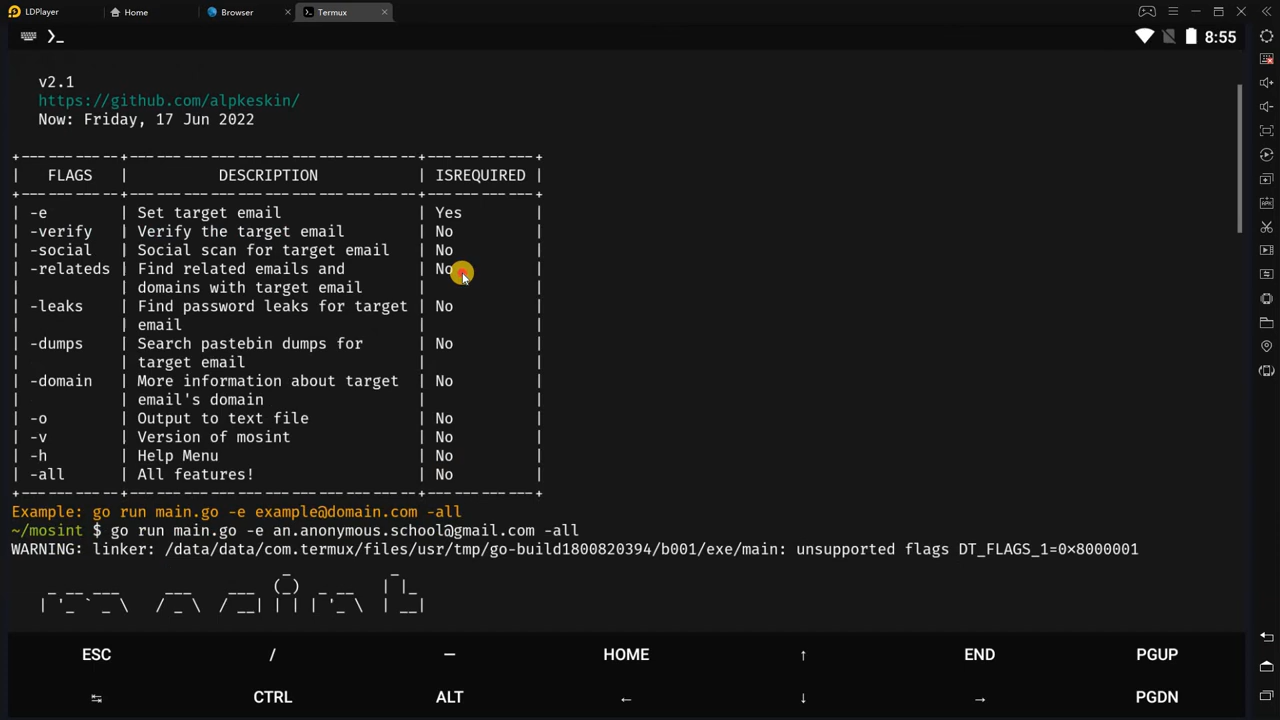 LDPlayer Home Browser Termux
8:55
v2.1
https://github.com/alpkeskin/
Now: Friday, 17 Jun 2022
| FLAGS | DESCRIPTION | ISREQUIRED |
| -e | Set target email | Yes |
| -verify | Verify the target email | No |
| -social | Social scan for target email | No |
| -relateds | Find related emails and | No |
| | domains with target email | |
| -leaks | Find password leaks for target | No |
| | email | |
| -dumps | Search pastebin dumps for | No |
| | target email | |
| -domain | More information about target | No |
| | email's domain | |
| -o | Output to text file | No |
| -v | Version of mosint | No |
| -h | Help Menu | No |
| -all | All features! | No |
Example: go run main.go -e example@domain.com -all
~/mosint $ go run main.go -e an.anonymous.school@gmail.com -all
WARNING: linker: /data/data/com.termux/files/usr/tmp/go-build1800820394/b001/exe/main: unsupported flags DT_FLAGS_1=0×8000001
ESC / — HOME ↑ END PGUP
↹ CTRL ALT ← ↓ → PGDN